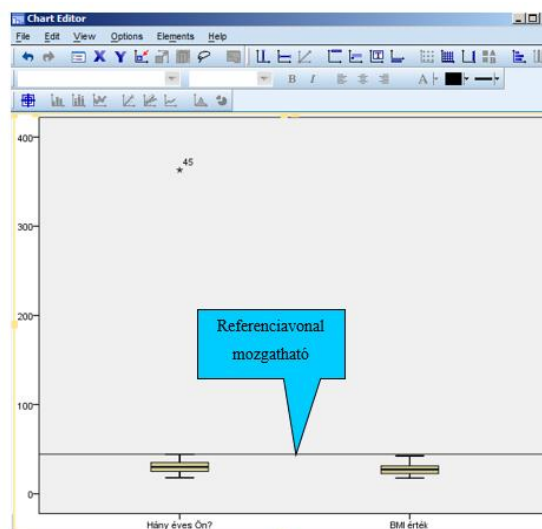 Chart Editor
File Edit View Options Elements Help
X Y
B I A
400
45
300
200
Referenciavonal
mozgatható
100
0
Hány éves Ön? BMI érték